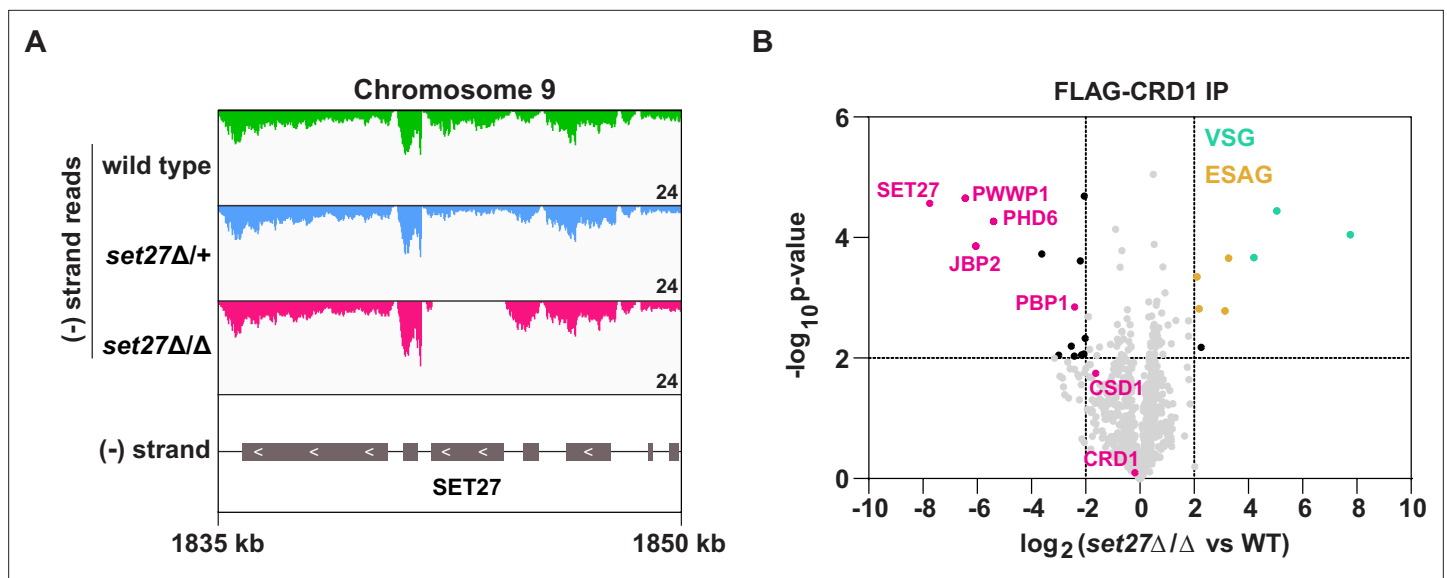 A
Chromosome 9
(-) strand reads
wild type
24
set27Δ/+
24
set27Δ/Δ
24
(-) strand
< < < < < <
SET27
1835 kb
1850 kb
B
FLAG-CRD1 IP
6
4
2
0
-log10p-value
VSG
ESAG
SET27
PWWP1
PHD6
JBP2
PBP1
CSD1
CRD1
-10 -8 -6 -4 -2 0 2 4 6 8 10
log2 (set27Δ/Δ vs WT)